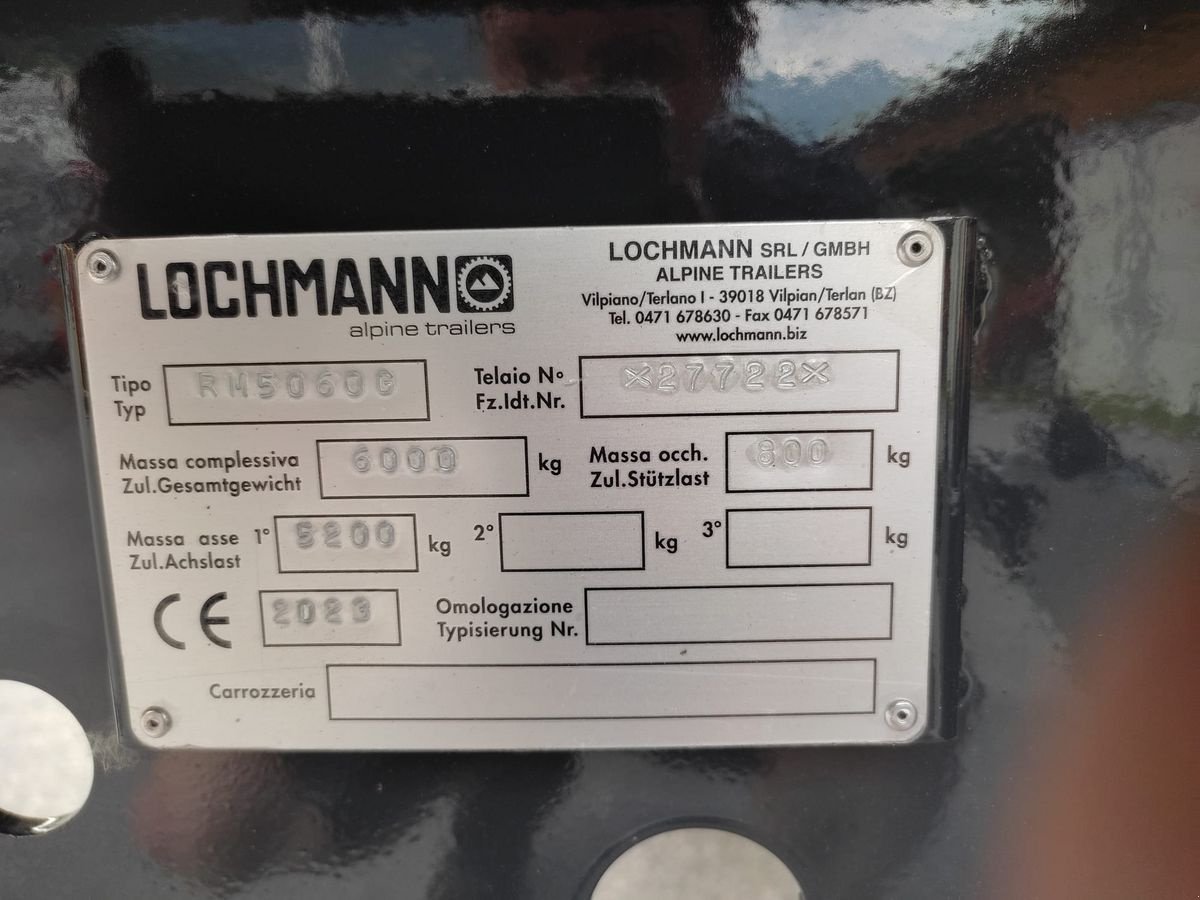 LOCHMANN
alpine trailers
LOCHMANN SRL/GMBH
ALPINE TRAILERS
Vilpiano/Terlano I - 39018 Vilpian/Terlan (BZ)
Tel. 0471 678630 - Fax 0471 678571
www.lochmann.biz
Tipo
Typ
RM5060G
Telaio N°
Fz.Idt.Nr.
*27722*
Massa complessiva
Zul.Gesamtgewicht
6000 kg
Massa occh.
Zul.Stützlast
800 kg
Massa asse
Zul.Achslast
1° 5200 kg 2° kg 3° kg
CE 2023
Omologazione
Typisierung Nr.
Carrozzeria